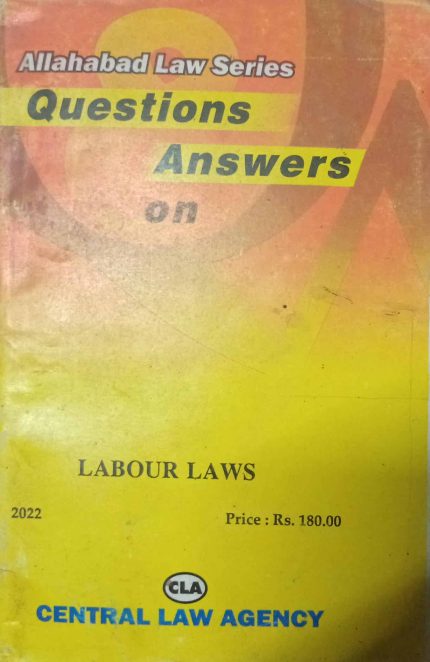 Allahabad Law Series
Questions
Answers
on
LABOUR LAWS
2022
Price : Rs. 180.00
CLA
CENTRAL LAW AGENCY